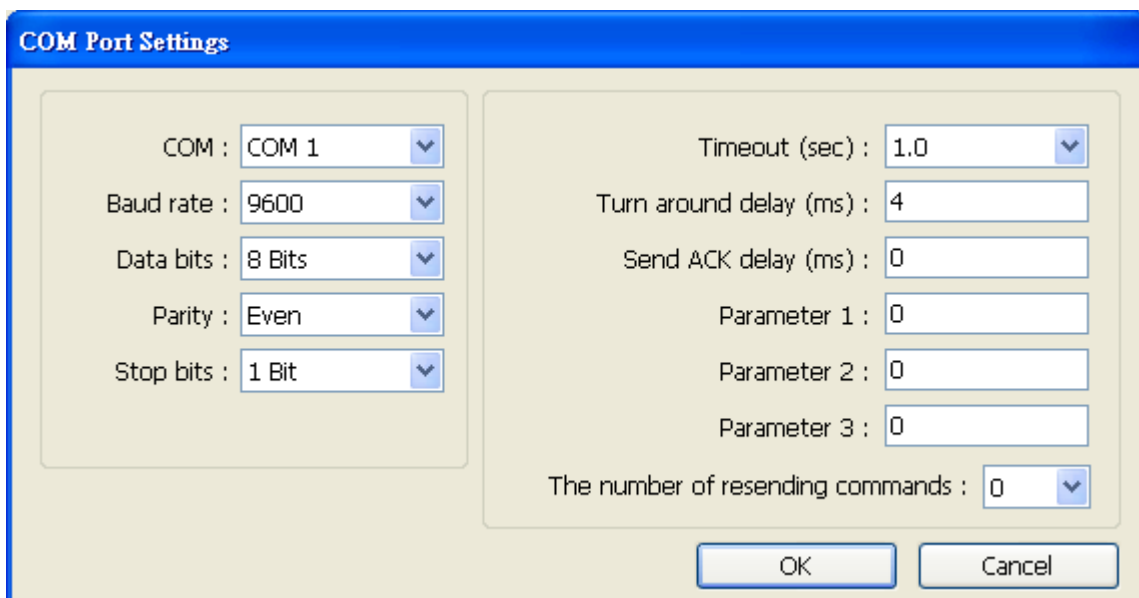 COM Port Settings
COM : COM 1
Baud rate : 9600
Data bits : 8 Bits
Parity : Even
Stop bits : 1 Bit
Timeout (sec) : 1.0
Turn around delay (ms) : 4
Send ACK delay (ms) : 0
Parameter 1 : 0
Parameter 2 : 0
Parameter 3 : 0
The number of resending commands : 0
OK Cancel